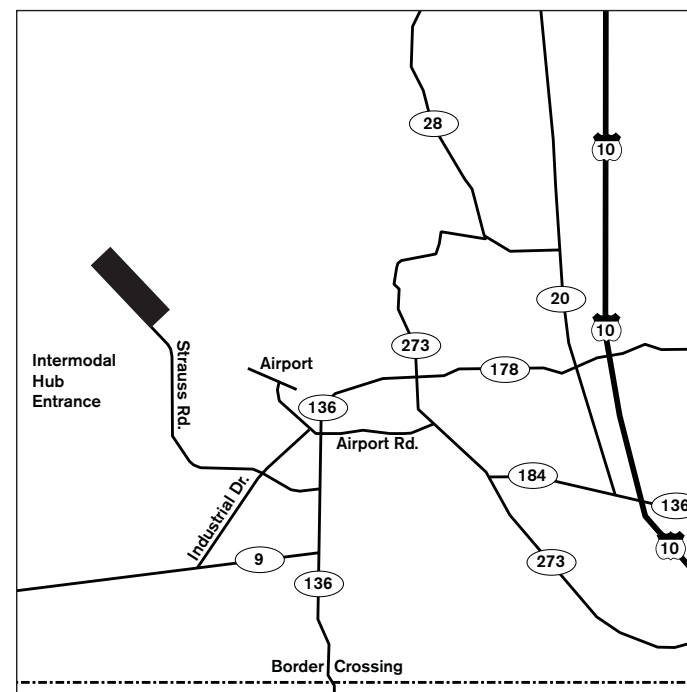 28
10
20
10
273
Intermodal
Hub
Entrance
Strauss Rd.
Airport
178
136
Airport Rd.
184
136
Industrial Dr.
10
9
273
136
Border Crossing